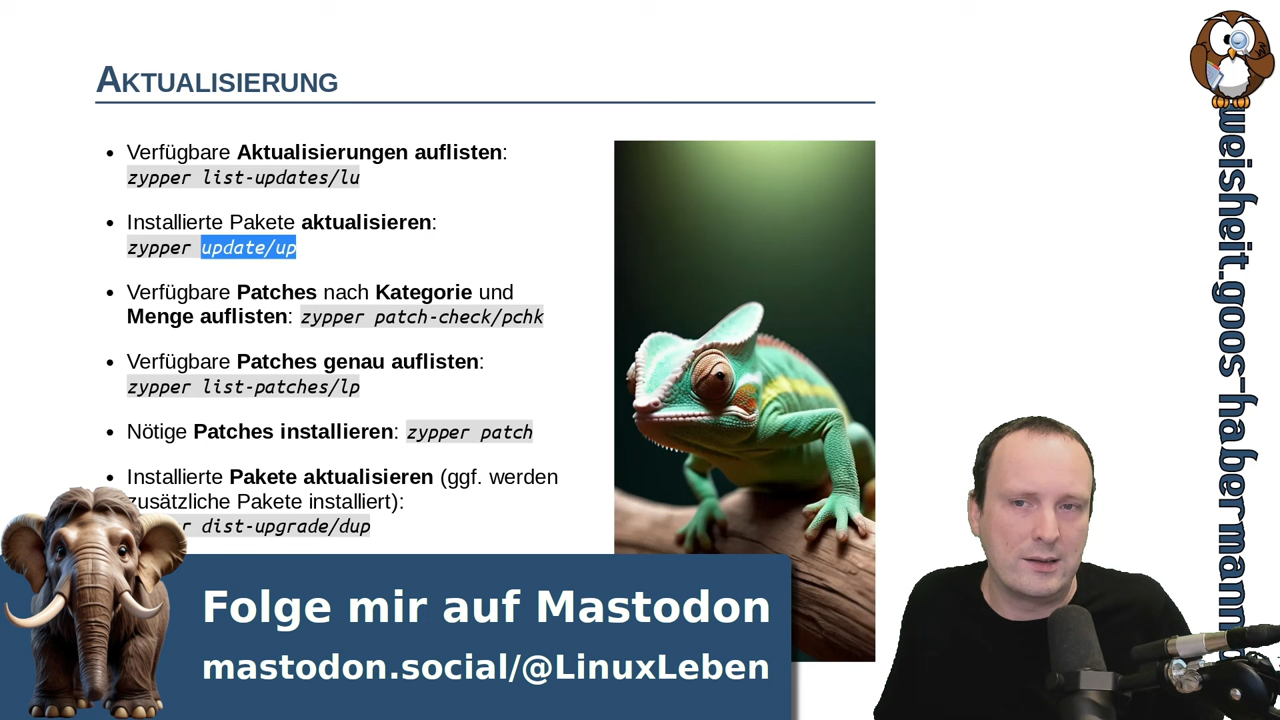 AKTUALISIERUNG
• Verfügbare Aktualisierungen auflisten:
zypper list-updates/lu
• Installierte Pakete aktualisieren:
zypper update/up
• Verfügbare Patches nach Kategorie und
Menge auflisten: zypper patch-check/pchk
• Verfügbare Patches genau auflisten:
zypper list-patches/lp
• Nötige Patches installieren: zypper patch
• Installierte Pakete aktualisieren (ggf. werden
zusätzliche Pakete installiert):
dist-upgrade/dup
Folge mir auf Mastodon
mastodon.social/@LinuxLeben
weisheit.goos-habermann